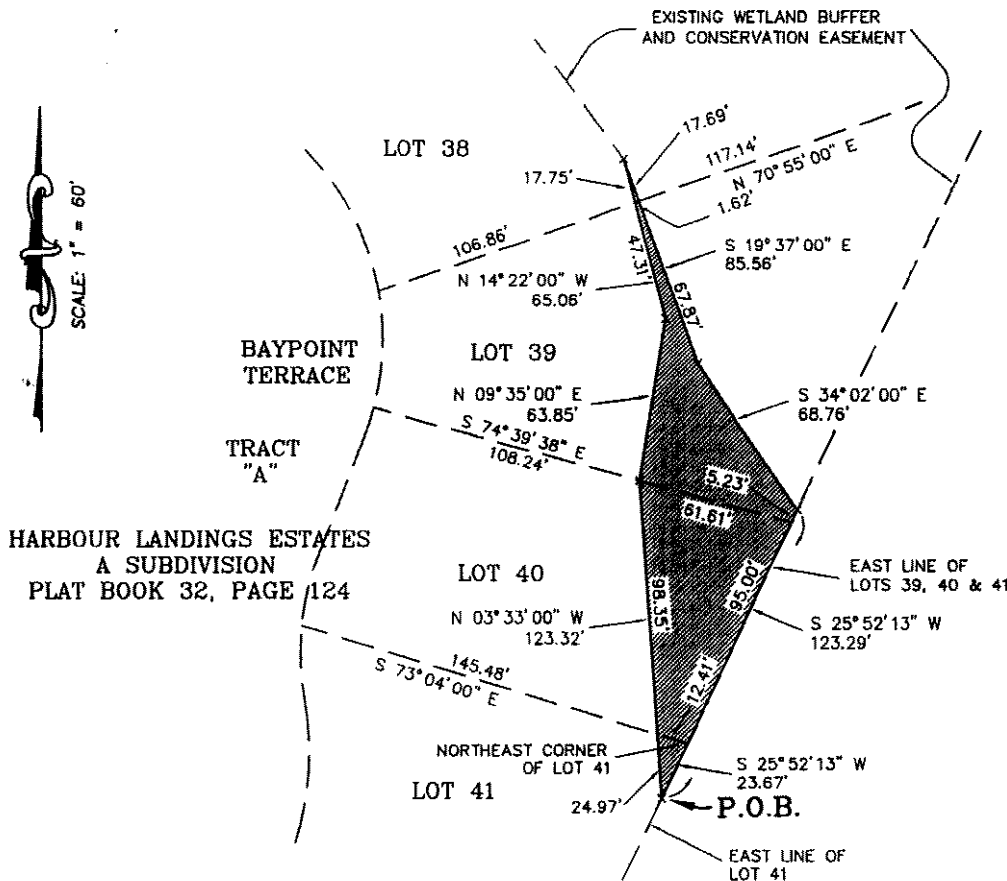 EXISTING WETLAND BUFFER
AND CONSERVATION EASEMENT
SCALE: 1" = 60'
LOT 38
17.69'
117.14'
N 70°55'00" E
17.75'
1.62'
106.86'
47.31'
S 19°37'00" E
85.56'
N 14°22'00" W
65.06'
67.87'
BAYPOINT
TERRACE
LOT 39
N 09°35'00" E
63.85'
S 34°02'00" E
68.76'
S 74°39'38" E
108.24'
TRACT
"A"
5.23'
61.61'
HARBOUR LANDINGS ESTATES
A SUBDIVISION
PLAT BOOK 32, PAGE 124
EAST LINE OF
LOTS 39, 40 & 41
LOT 40
95.00'
N 03°33'00" W
123.32'
98.35'
S 25°52'13" W
123.29'
145.48'
S 73°04'00" E
12.41'
NORTHEAST CORNER
OF LOT 41
S 25°52'13" W
23.67'
LOT 41
24.97'
P.O.B.
EAST LINE OF
LOT 41